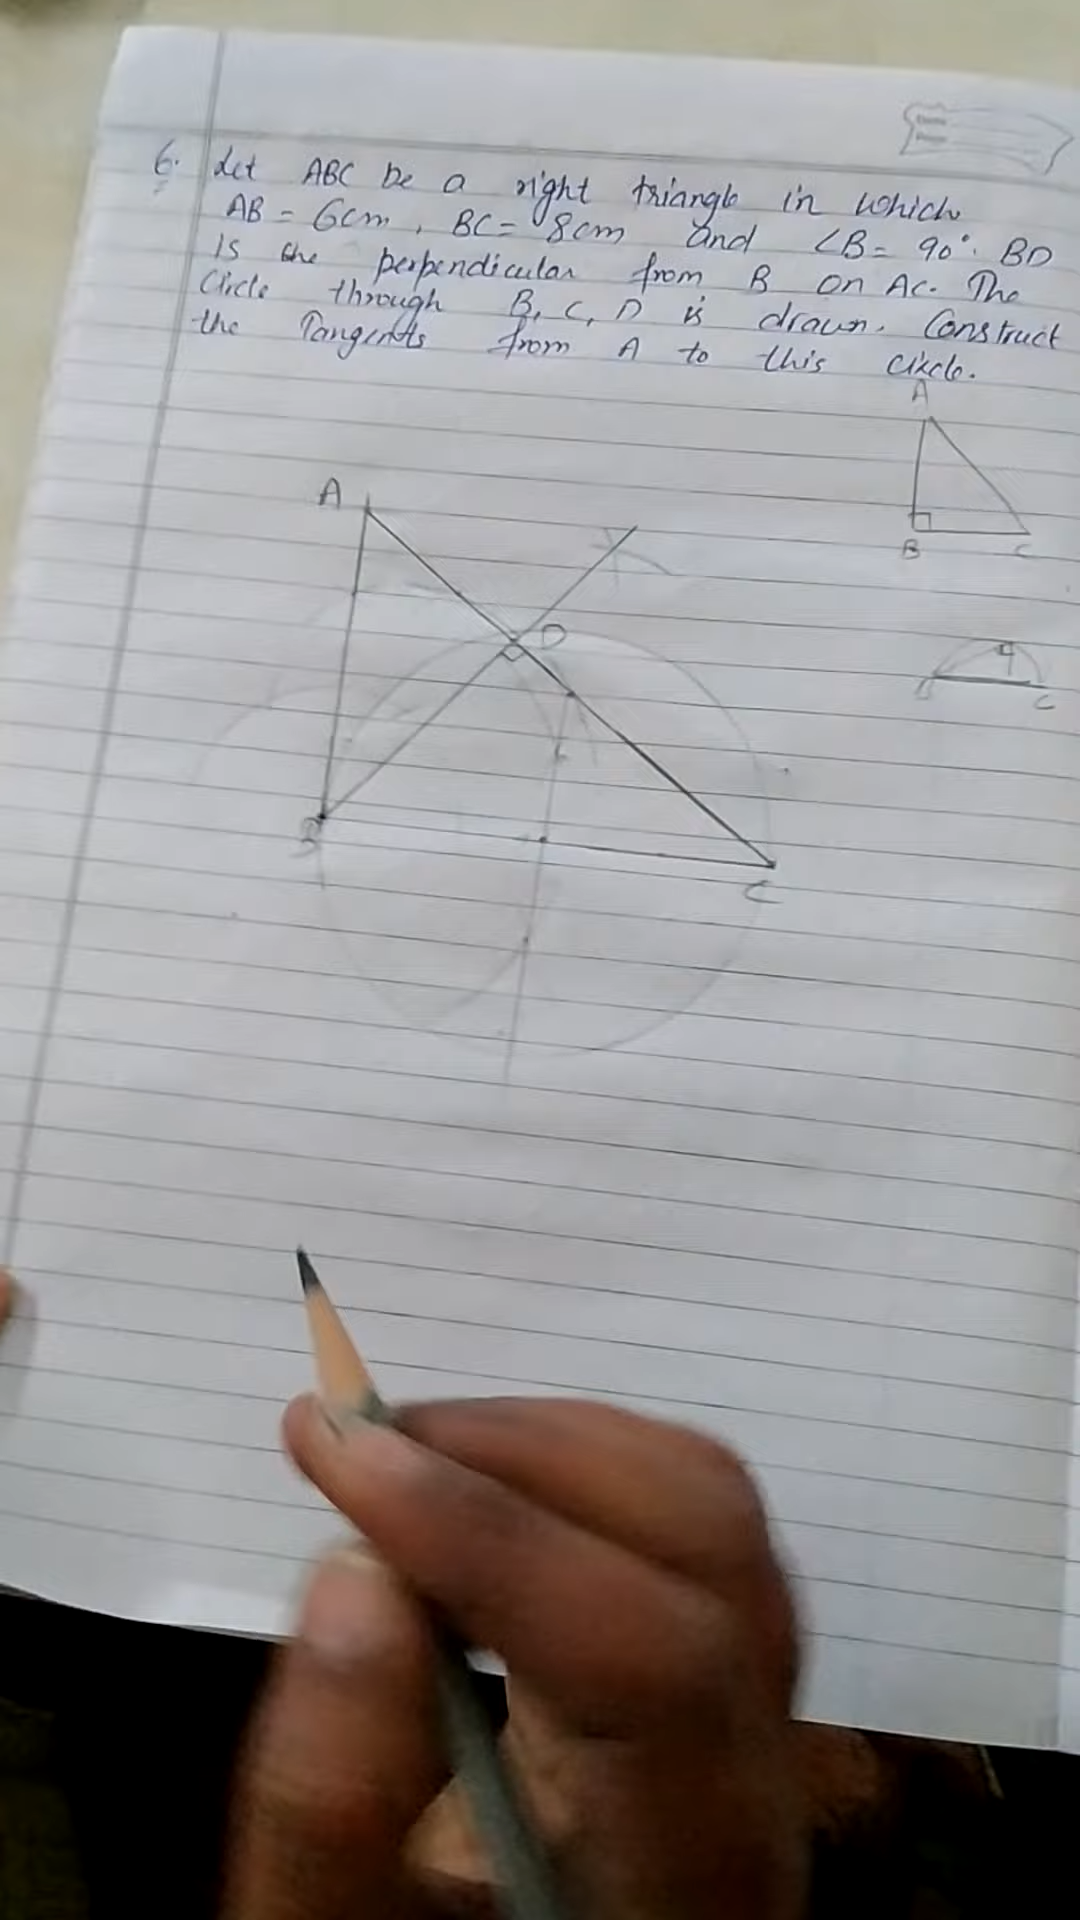 6. Let ABC be a right triangle in which
AB = 6cm, BC = 8cm and ∠B = 90°. BD
is the perpendicular from B on AC. The
Circle through B, C, D is drawn. Construct
the Tangents from A to this circle.
A
B C
A
D
B
C
B C